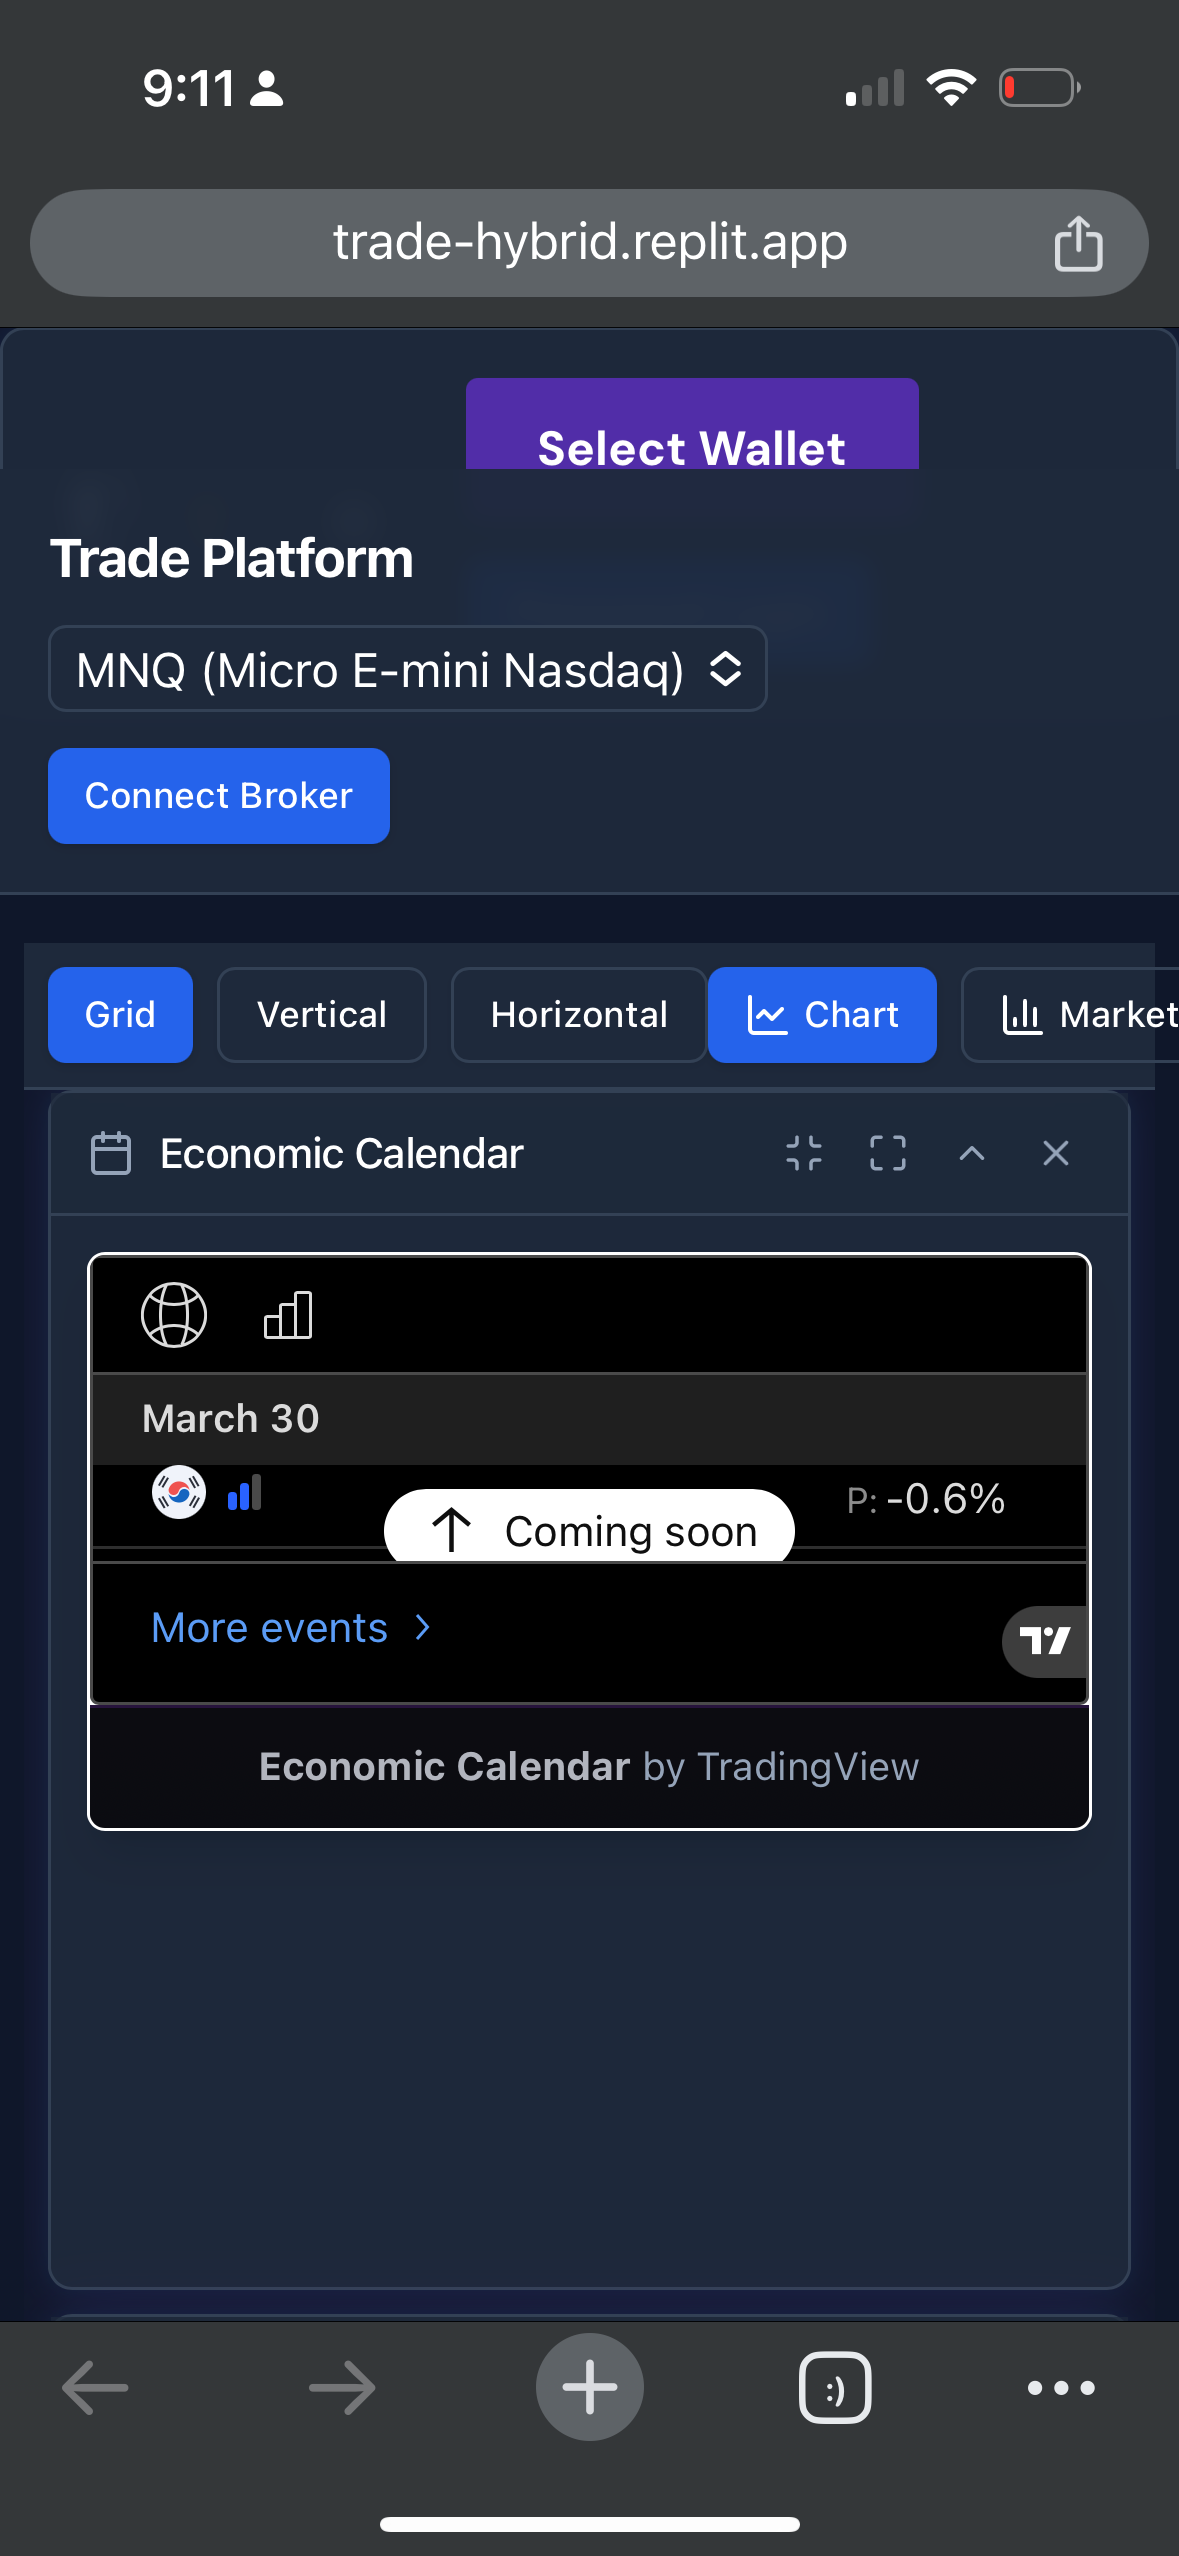 9:11
trade-hybrid.replit.app
Select Wallet
Trade Platform
MNQ (Micro E-mini Nasdaq)
Connect Broker
Grid Vertical Horizontal Chart Market
Economic Calendar
March 30
P: -0.6%
Coming soon
More events
Economic Calendar by TradingView
:)